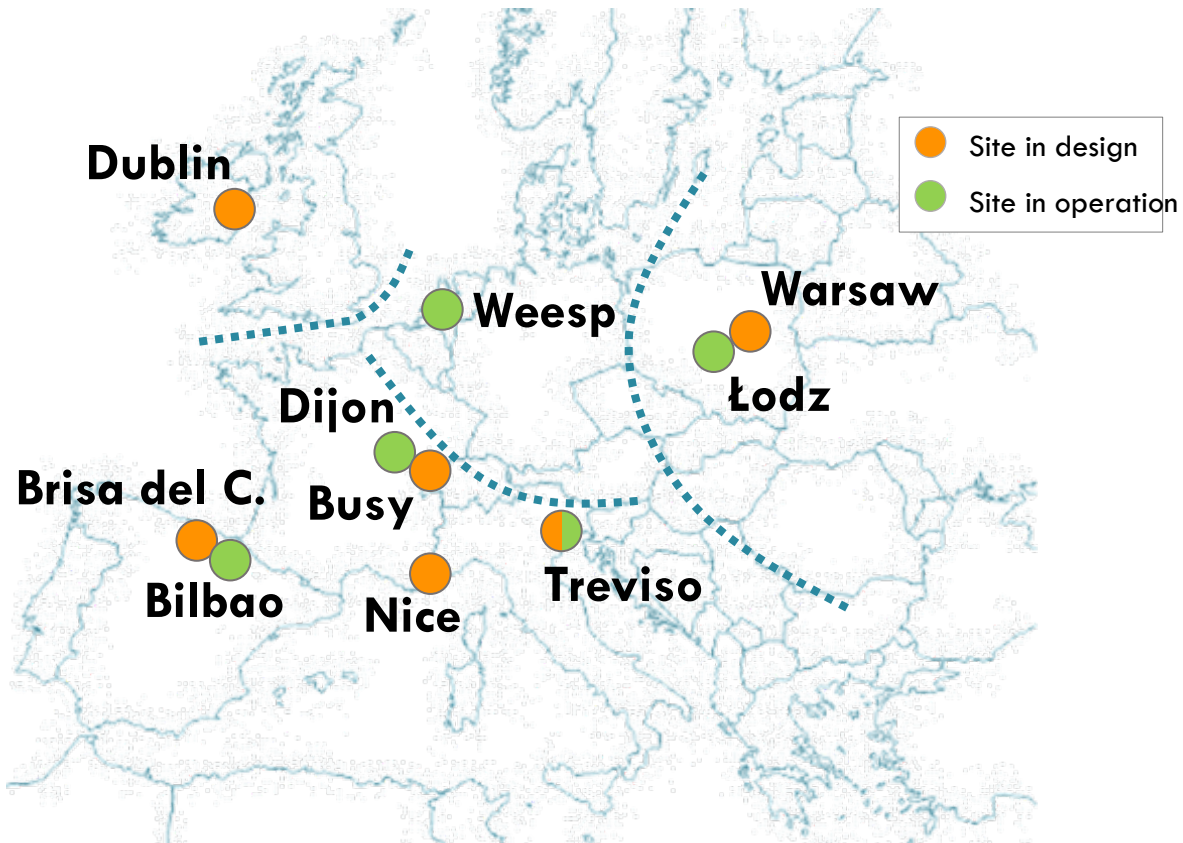 Dublin
Site in design
Site in operation
Warsaw
Weesp
Łodz
Dijon
Brisa del C.
Busy
Treviso
Bilbao
Nice